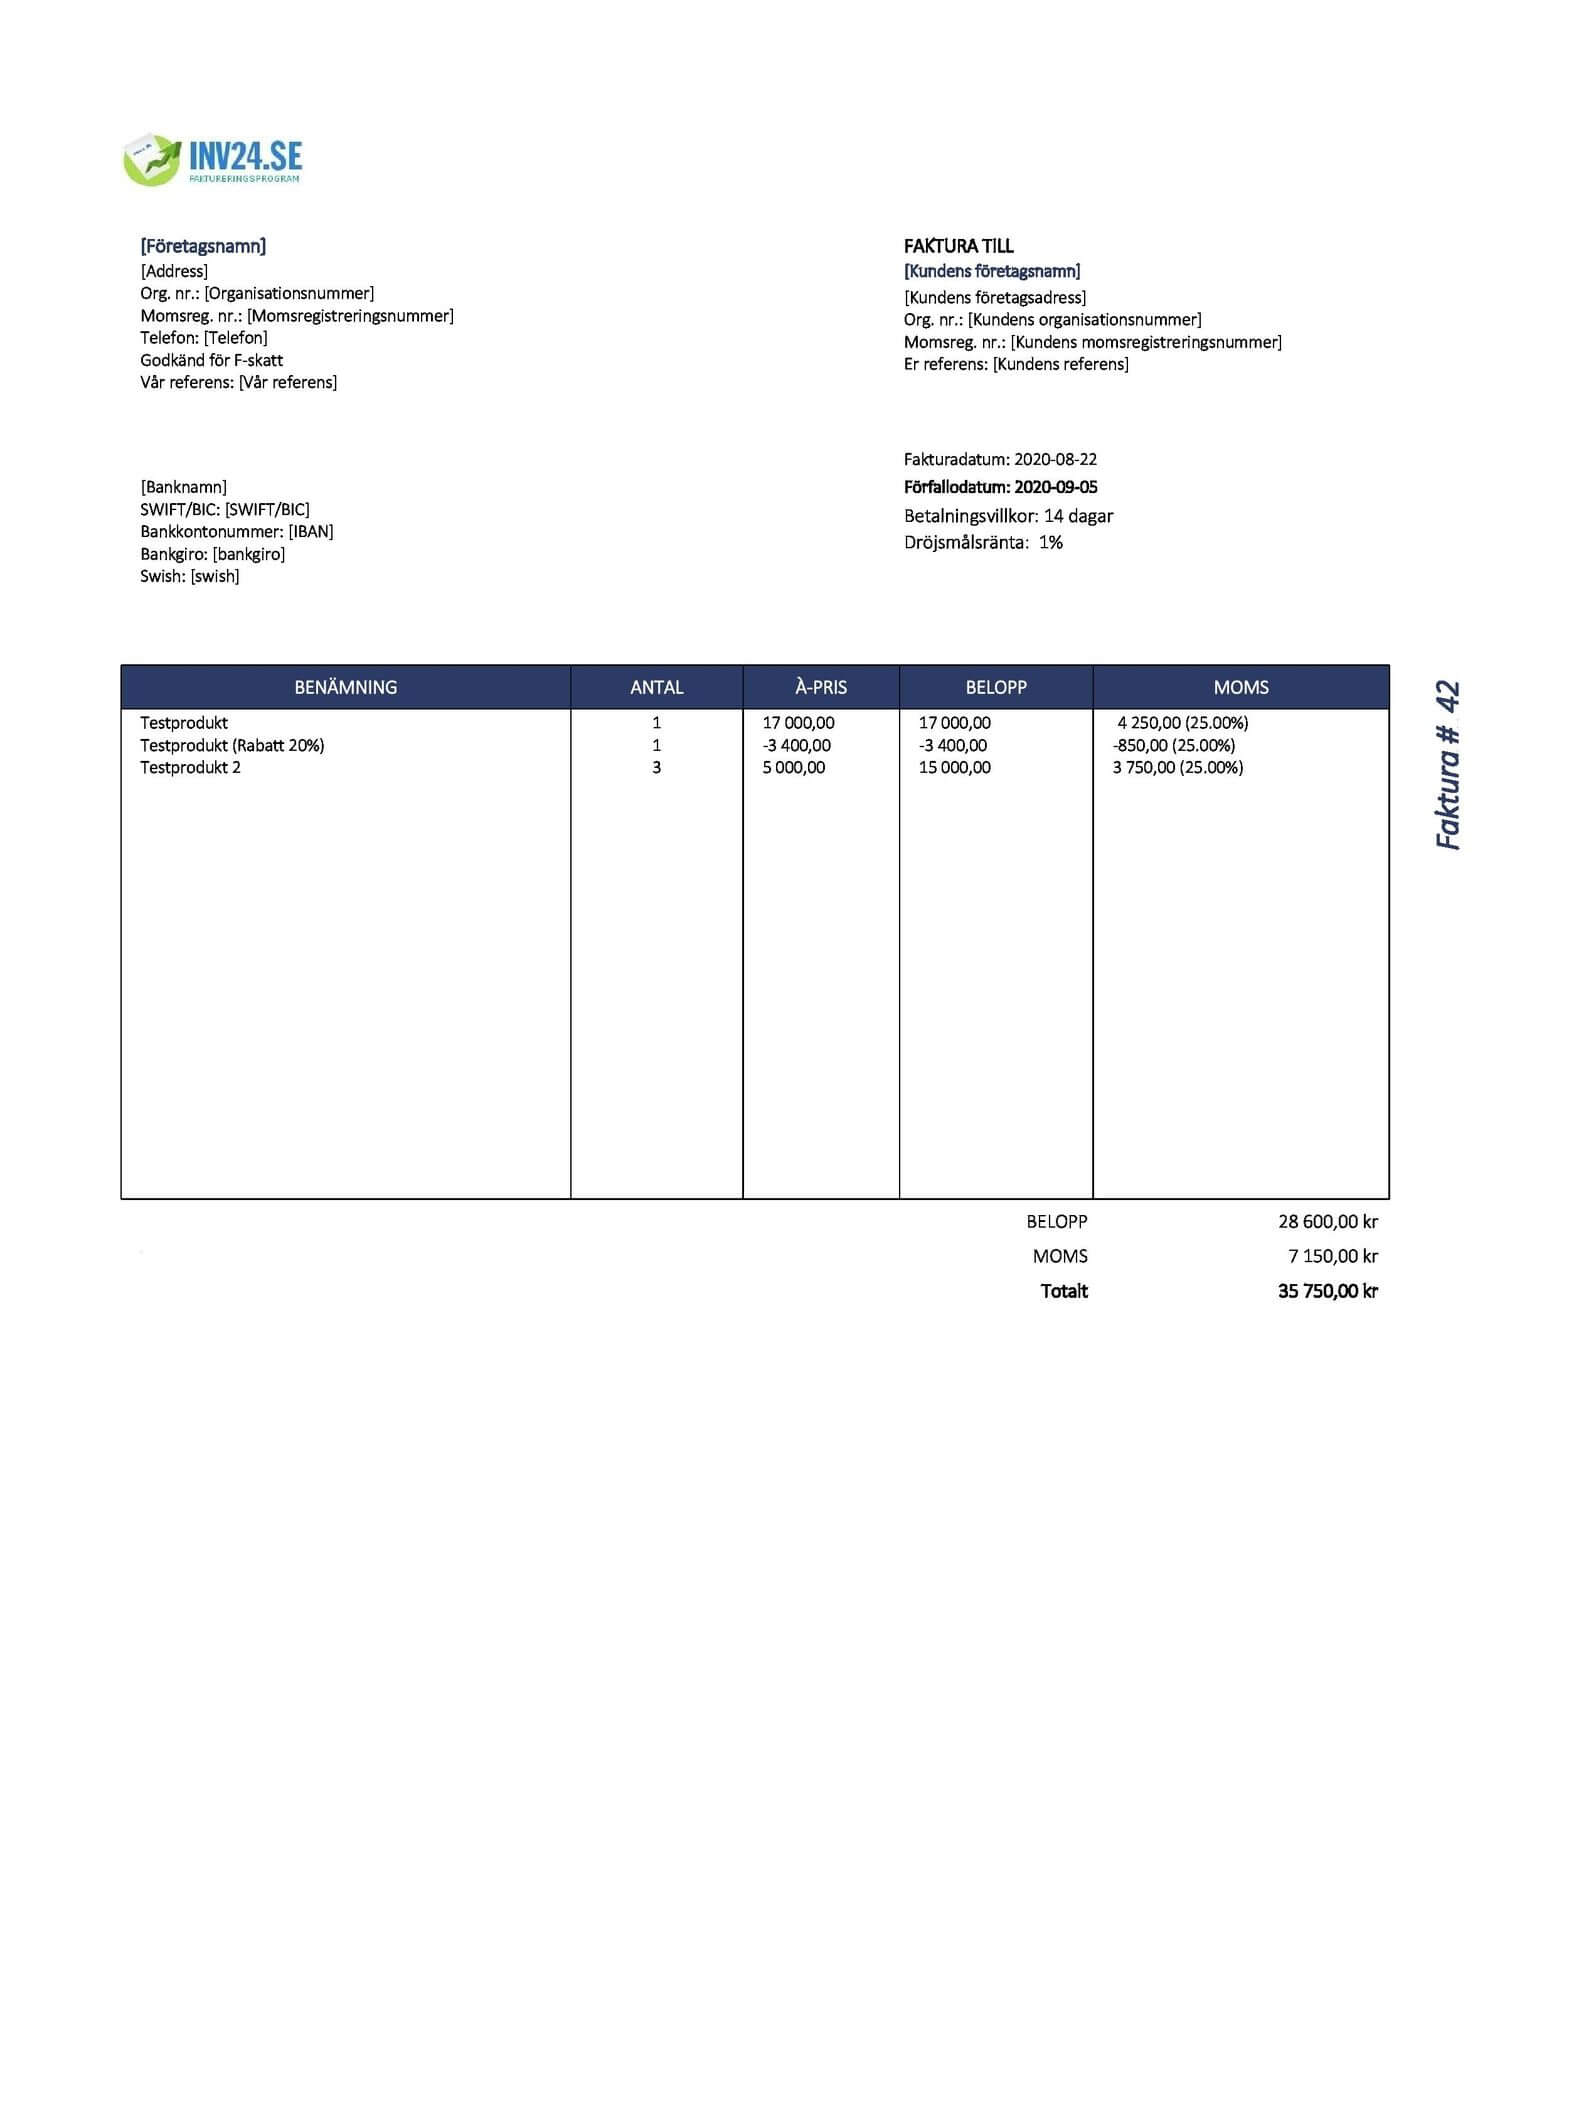 INV24.SE
FAKTURERINGSPROGRAM
[Företagsnamn]
[Address]
Org. nr.: [Organisationsnummer]
Momsreg. nr.: [Momsregistreringsnummer]
Telefon: [Telefon]
Godkänd för F-skatt
Vår referens: [Vår referens]
FAKTURA TILL
[Kundens företagsnamn]
[Kundens företagsadress]
Org. nr.: [Kundens organisationsnummer]
Momsreg. nr.: [Kundens momsregistreringsnummer]
Er referens: [Kundens referens]
[Banknamn]
SWIFT/BIC: [SWIFT/BIC]
Bankkontonummer: [IBAN]
Bankgiro: [bankgiro]
Swish: [swish]
Fakturadatum: 2020-08-22
Förfallodatum: 2020-09-05
Betalningsvillkor: 14 dagar
Dröjsmålsränta: 1%
BENÄMNING ANTAL À-PRIS BELOPP MOMS
Testprodukt 1 17 000,00 17 000,00 4 250,00 (25.00%)
Testprodukt (Rabatt 20%) 1 -3 400,00 -3 400,00 -850,00 (25.00%)
Testprodukt 2 3 5 000,00 15 000,00 3 750,00 (25.00%)
Faktura # 42
BELOPP 28 600,00 kr
MOMS 7 150,00 kr
Totalt 35 750,00 kr